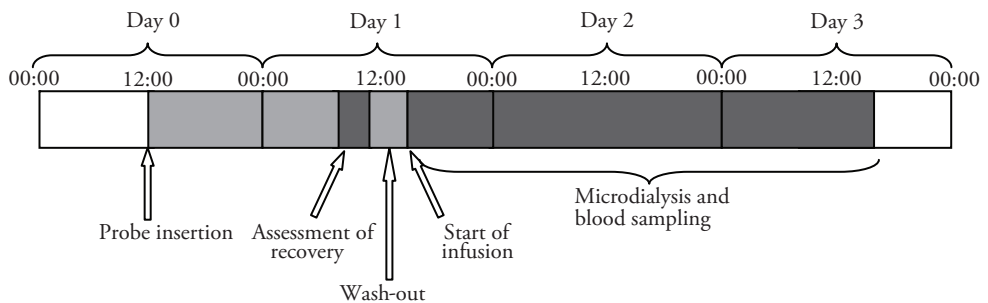 Day 0
Day 1
Day 2
Day 3
00:00
12:00
00:00
12:00
00:00
12:00
00:00
12:00
00:00
Probe insertion
Assessment of
recovery
Wash-out
Start of
infusion
Microdialysis and
blood sampling